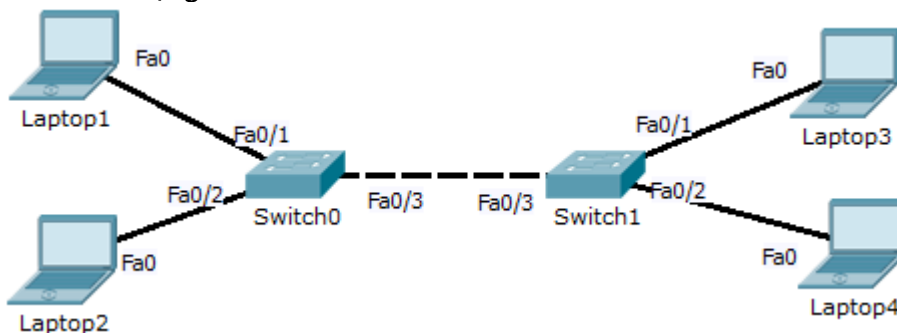 Fa0
Laptop1
Fa0/1
Fa0/2
Switch0
Fa0/3
Fa0
Laptop2
Fa0/3
Switch1
Fa0/1
Fa0
Laptop3
Fa0/2
Fa0
Laptop4